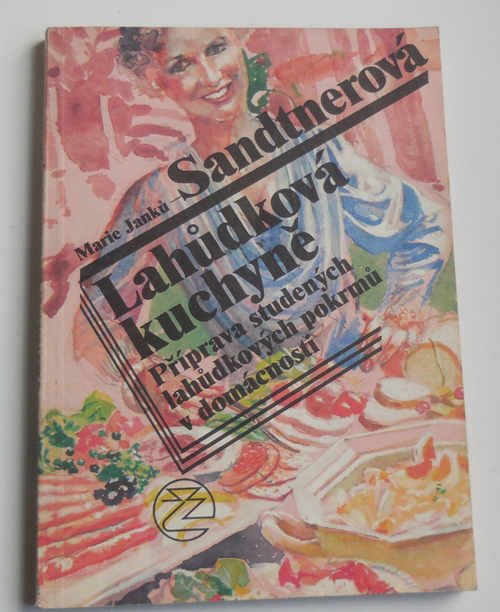 Marie Janků - Sandtnerová
Lahůdková
kuchyně
Příprava studených
lahůdkových pokrmů
v domácnosti